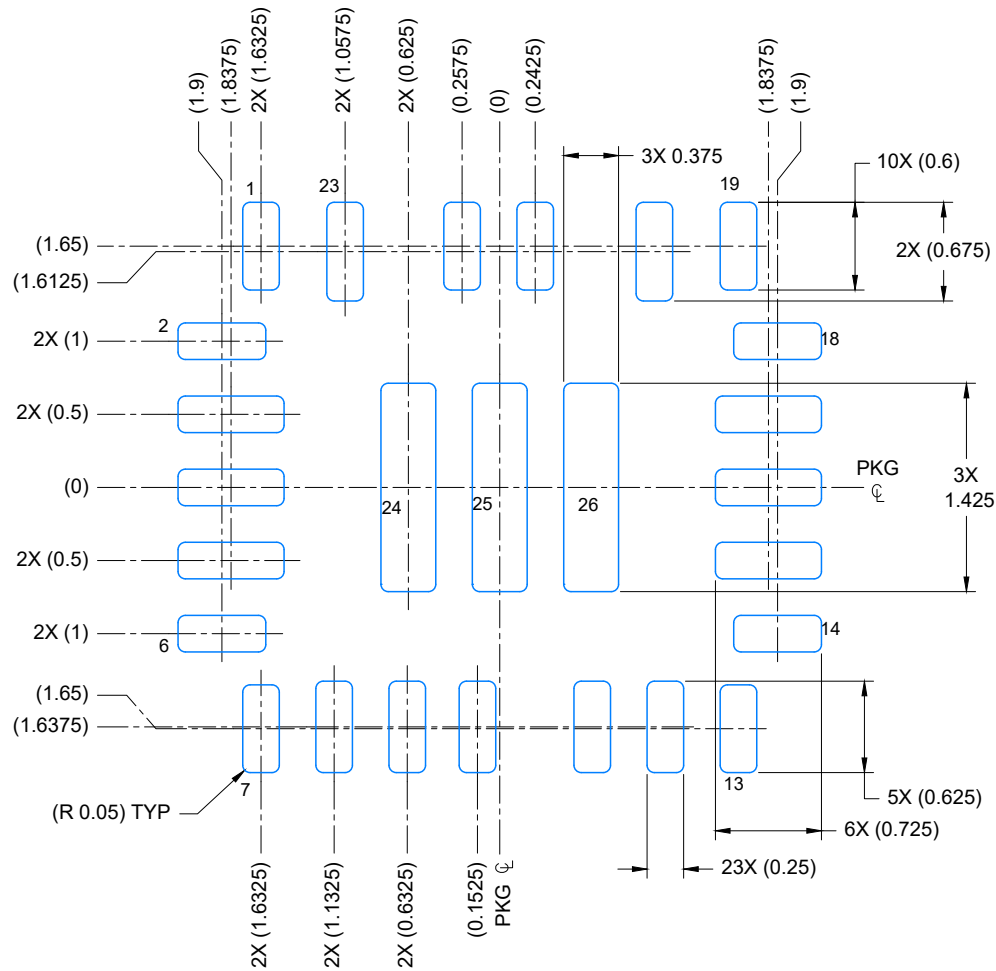 (1.9)
(1.8375)
2X (1.6325)
2X (1.0575)
2X (0.625)
(0.2575)
(0)
(0.2425)
(1.8375)
(1.9)
3X 0.375
10X (0.6)
1
23
19
(1.65)
2X (0.675)
(1.6125)
2
2X (1)
18
2X (0.5)
(0)
PKG
℄
3X
1.425
24
25
26
2X (0.5)
2X (1)
6
14
(1.65)
(1.6375)
7
13
(R 0.05) TYP
5X (0.625)
6X (0.725)
23X (0.25)
2X (1.6325)
2X (1.1325)
2X (0.6325)
(0.1525)
PKG ℄